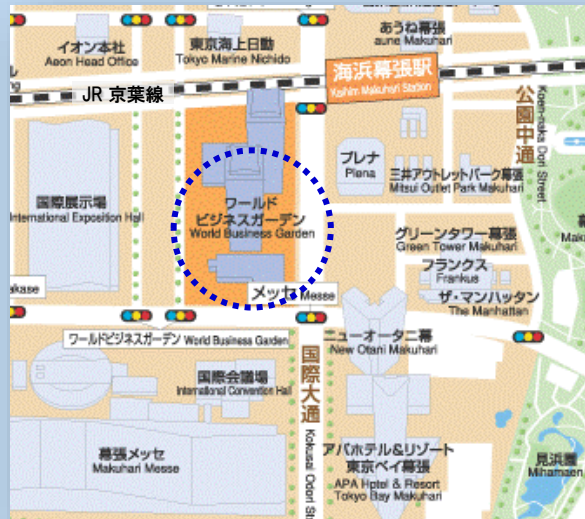 イオン本社
Aeon Head Office
東京海上日動
Tokyo Marine Nichido
あうね幕張
aune Makuhari
海浜幕張駅
Kaihim Makuhari Station
JR 京葉線
公園中通
Koen-naka Dori Street
プレナ
Plena
三井アウトレットパーク幕張
Mitsui Outlet Park Makuhari
国際展示場
International Exposition Hall
ワールド
ビジネスガーデン
World Business Garden
グリーンタワー幕張
Green Tower Makuhari
フランクス
Frankus
ザ・マンハッタン
The Manhattan
メッセ Messe
akase
ワールドビジネスガーデン World Business Garden
ニューオータニ幕
New Otani Makuhari
国際大通
Kokusai Odori St
国際会議場
International Convention Hall
幕張メッセ
Makuhari Messe
アパホテル&リゾート
東京ベイ幕張
APA Hotel & Resort
Tokyo Bay Makuhari
見浜園
Mihamaen
幕
Mak